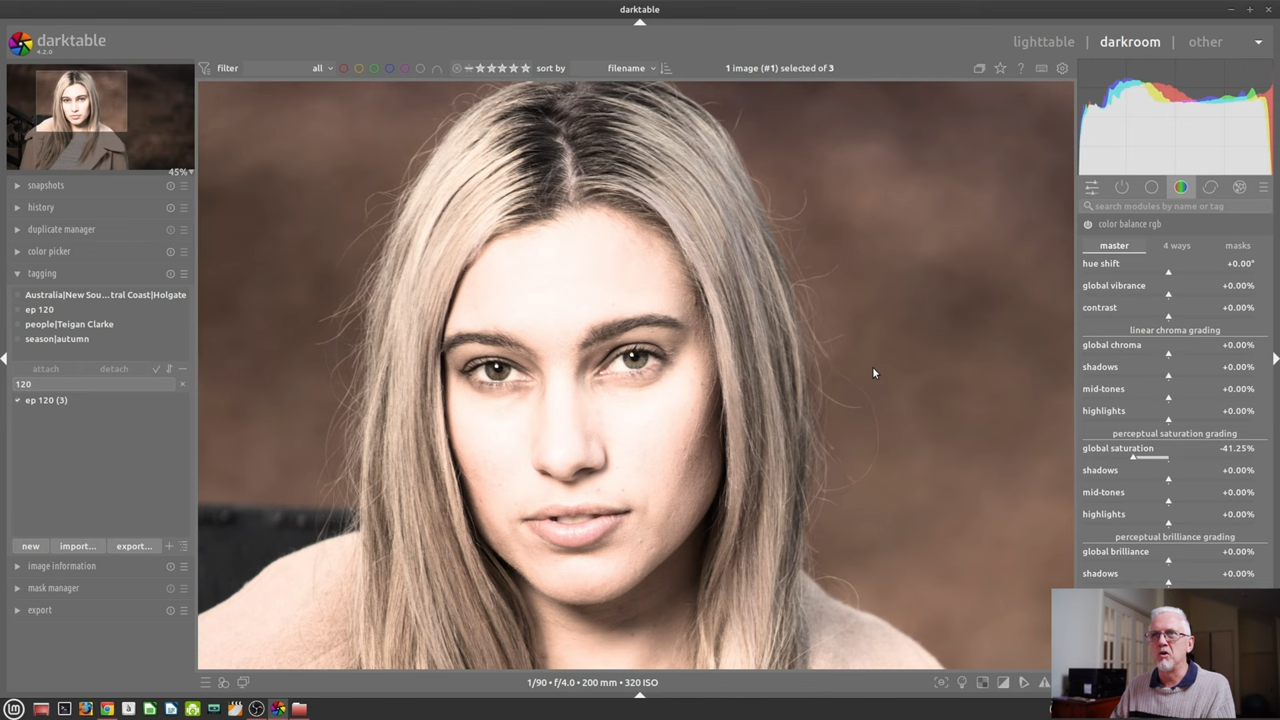 darktable
darktable
4.2.0
lighttable | darkroom | other
filter all sort by filename 1 image (#1) selected of 3
45%
snapshots
history
duplicate manager
color picker
tagging
Australia|New Sou...tral Coast|Holgate
ep 120
people|Teigan Clarke
season|autumn
attach detach
120
ep 120 (3)
new import... export...
image information
mask manager
export
1/90 • f/4.0 • 200 mm • 320 ISO
search modules by name or tag
color balance rgb
master 4 ways masks
hue shift +0.00°
global vibrance +0.00%
contrast +0.00%
linear chroma grading
global chroma +0.00%
shadows +0.00%
mid-tones +0.00%
highlights +0.00%
perceptual saturation grading
global saturation -41.25%
shadows +0.00%
mid-tones +0.00%
highlights +0.00%
perceptual brilliance grading
global brilliance +0.00%
shadows +0.00%